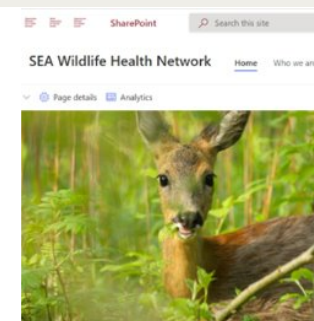 SharePoint Search this site
SEA Wildlife Health Network Home Who we ar
Page details Analytics